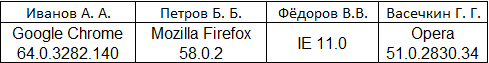 Иванов А. А. Петров Б. Б. Фёдоров В.В. Васечкин Г. Г.
Google Chrome Mozilla Firefox IE 11.0 Opera
64.0.3282.140 58.0.2 51.0.2830.34